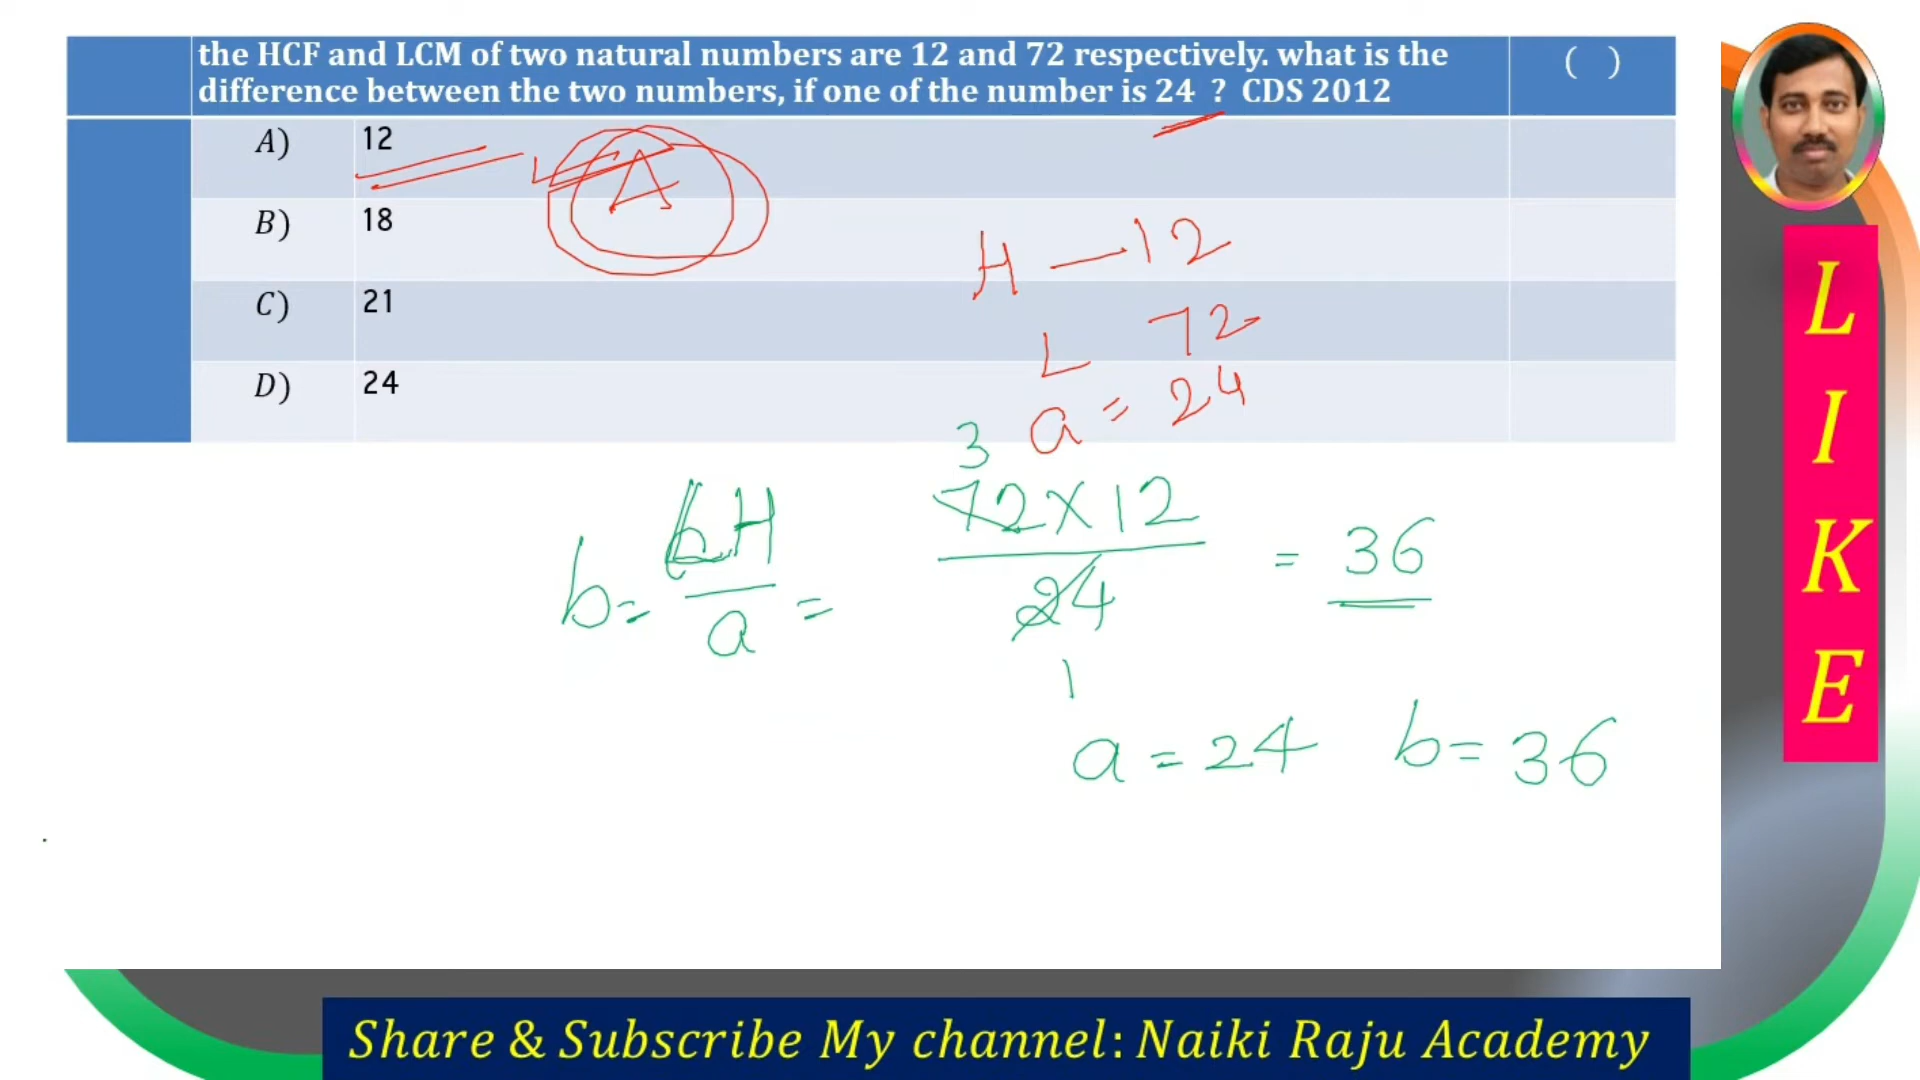 the HCF and LCM of two natural numbers are 12 and 72 respectively. what is the
difference between the two numbers, if one of the number is 24 ? CDS 2012
( )
A) 12
A
B) 18
H — 12
C) 21
L 72
D) 24
a = 24
3
b = LH/a = 72 × 12/24 = 36
1
a = 24 b = 36
L
I
K
E
Share & Subscribe My channel: Naiki Raju Academy